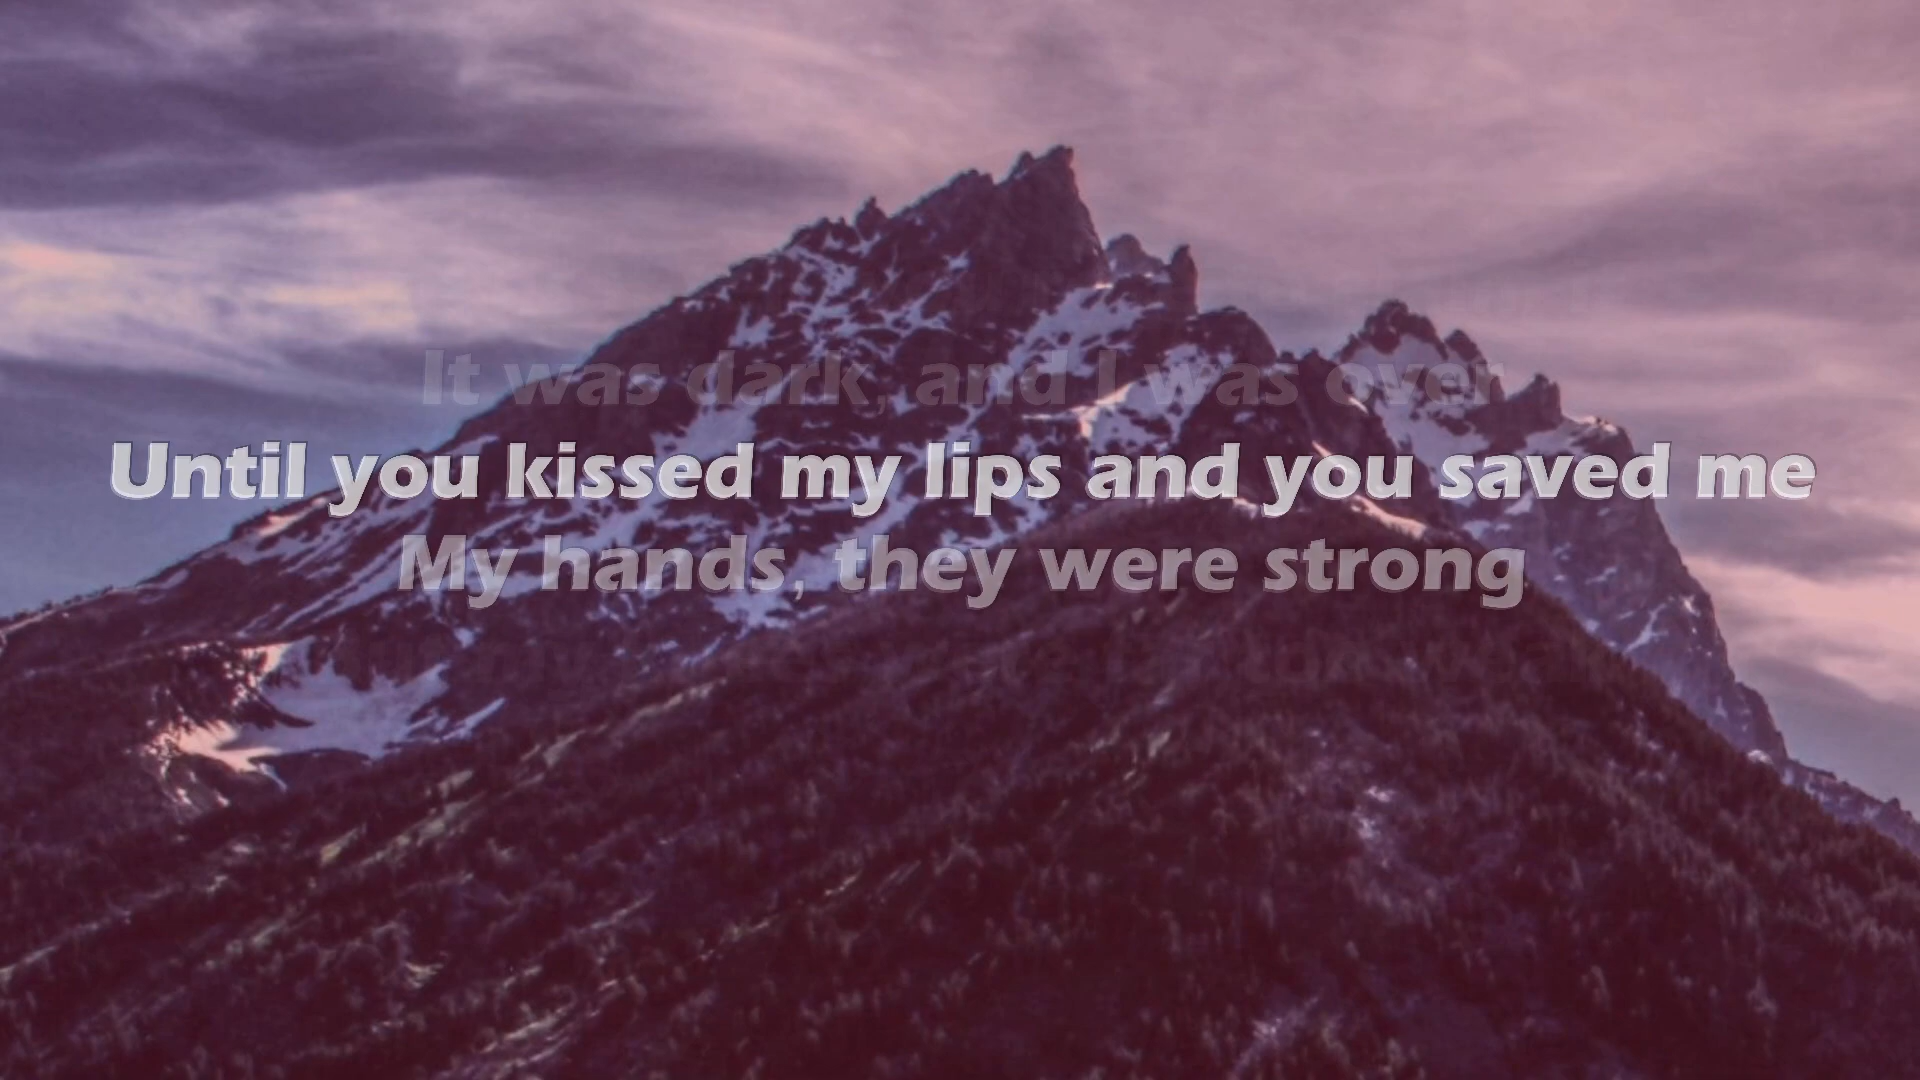 It was dark, and I was over
Until you kissed my lips and you saved me
My hands, they were strong